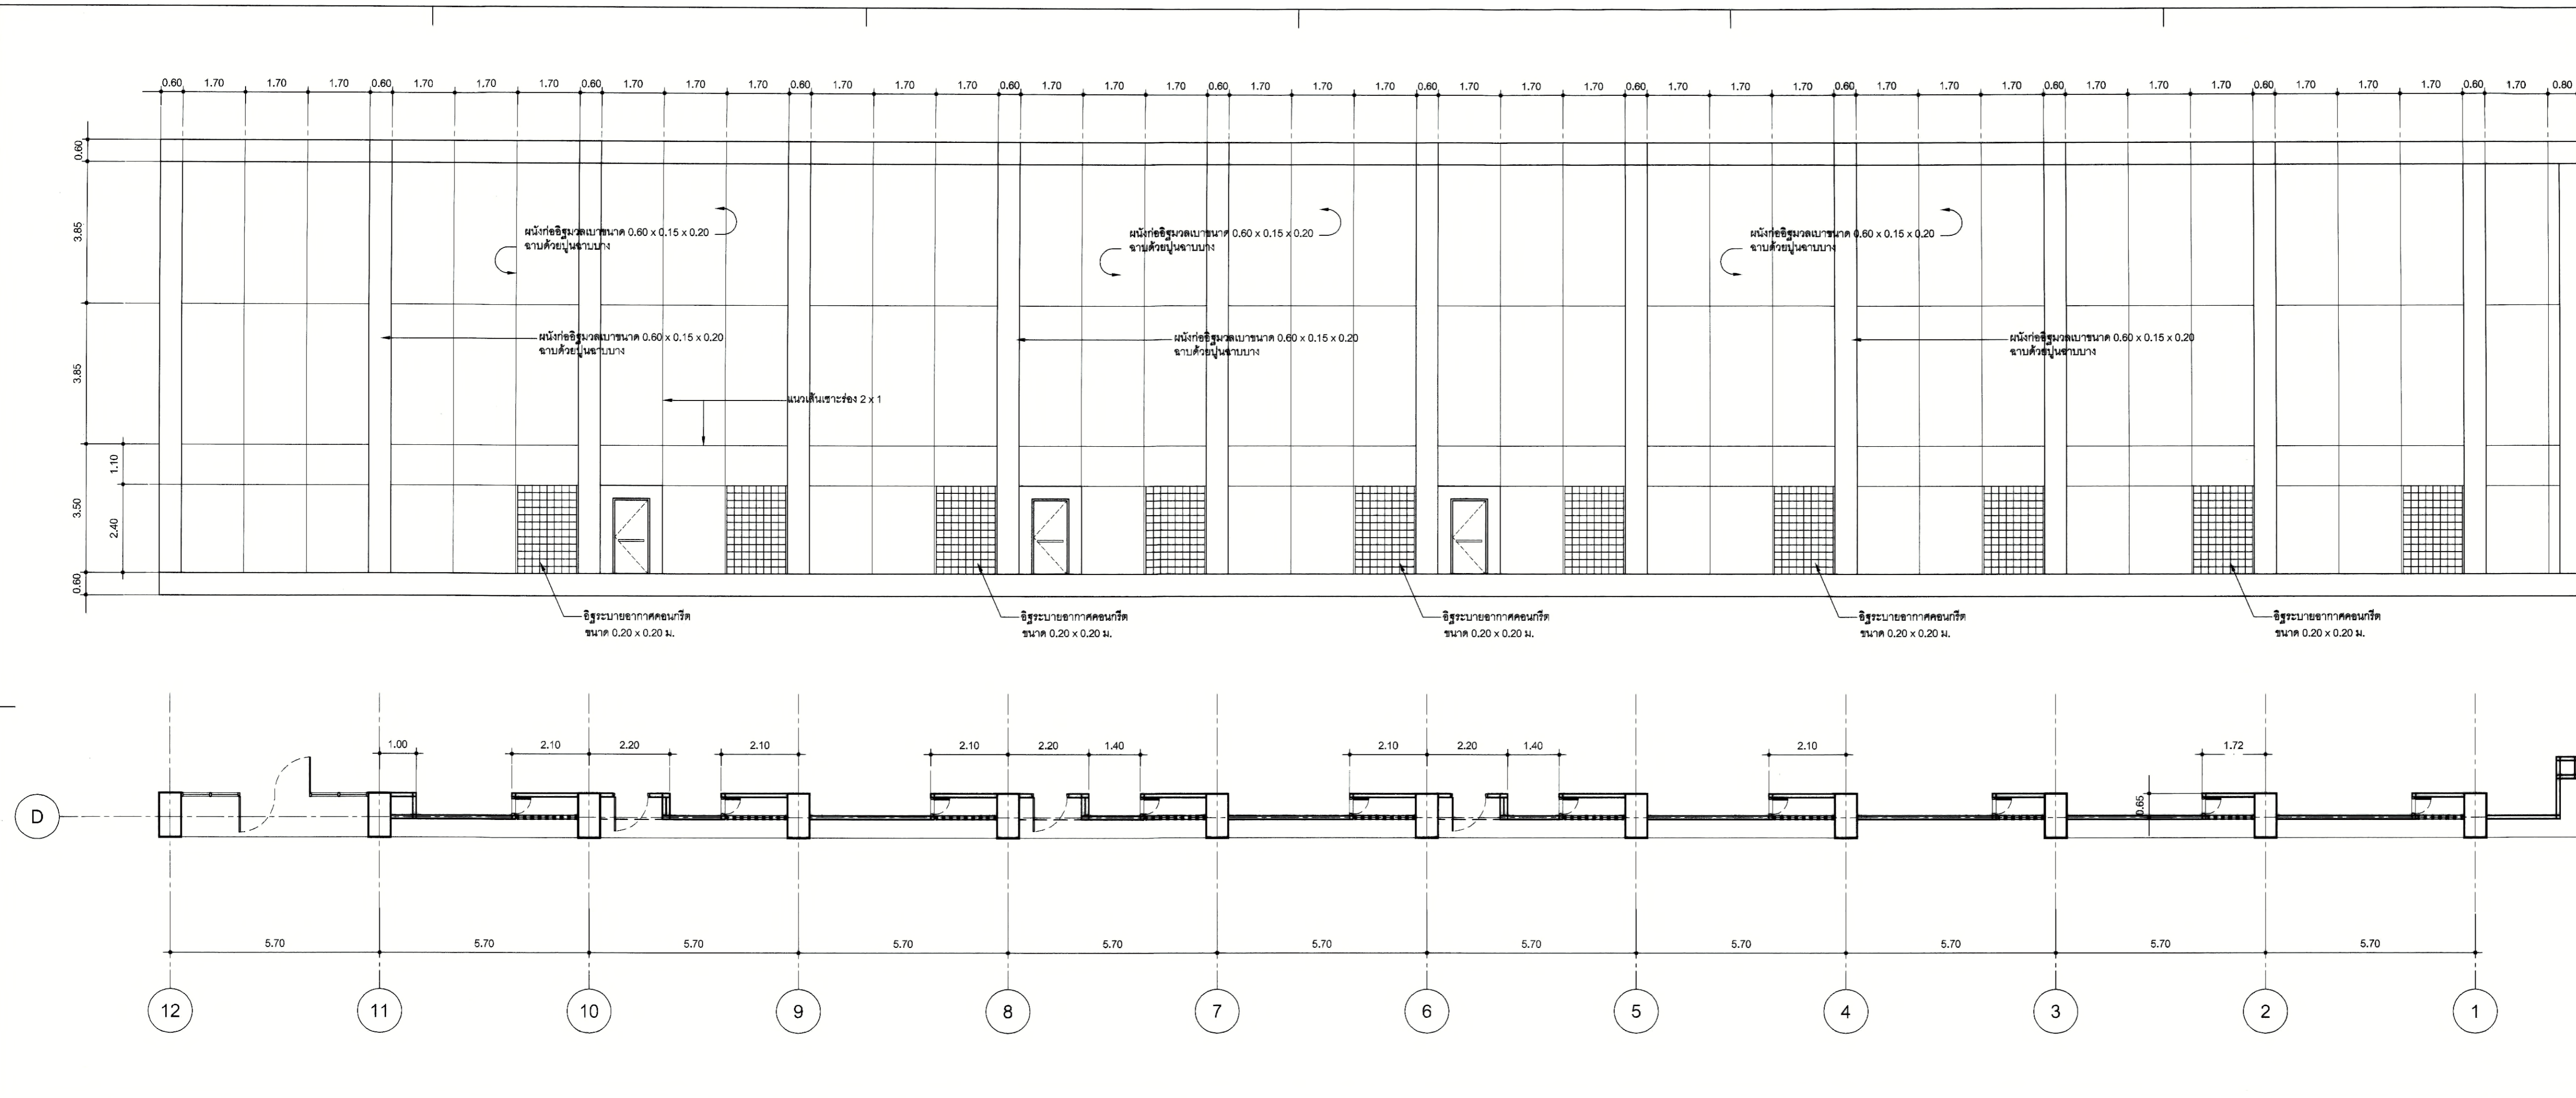 0.60 1.70 1.70 1.70 0.60 1.70 1.70 1.70 0.60 1.70 1.70 0.60 1.70 1.70 1.70 0.60 1.70 1.70 0.60 1.70 1.70 1.70 0.60 1.70 1.70 1.70 0.60 1.70 1.70 1.70 0.60 1.70 1.70 1.70 0.60 1.70 1.70 1.70 0.60 1.70 0.80
0.60
3.85
ผนังก่ออิฐมวลเบาขนาด 0.60 x 0.15 x 0.20
ฉาบด้วยปูนฉาบบาง
ผนังก่ออิฐมวลเบาขนาด 0.60 x 0.15 x 0.20
ฉาบด้วยปูนฉาบบาง
ผนังก่ออิฐมวลเบาขนาด 0.60 x 0.15 x 0.20
ฉาบด้วยปูนฉาบบาง
3.85
ผนังก่ออิฐมวลเบาขนาด 0.60 x 0.15 x 0.20
ฉาบด้วยปูนฉาบบาง
ผนังก่ออิฐมวลเบาขนาด 0.60 x 0.15 x 0.20
ฉาบด้วยปูนฉาบบาง
ผนังก่ออิฐมวลเบาขนาด 0.60 x 0.15 x 0.20
ฉาบด้วยปูนฉาบบาง
แนวเส้นเซาะร่อง 2 x 1
1.10
3.50
2.40
0.60
อิฐระบายอากาศคอนกรีต
ขนาด 0.20 x 0.20 ม.
อิฐระบายอากาศคอนกรีต
ขนาด 0.20 x 0.20 ม.
อิฐระบายอากาศคอนกรีต
ขนาด 0.20 x 0.20 ม.
อิฐระบายอากาศคอนกรีต
ขนาด 0.20 x 0.20 ม.
อิฐระบายอากาศคอนกรีต
ขนาด 0.20 x 0.20 ม.
1.00 2.10 2.20 2.10 2.10 2.20 1.40 2.10 2.20 1.40 2.10 1.72
0.65
D
5.70 5.70 5.70 5.70 5.70 5.70 5.70 5.70 5.70 5.70 5.70
12 11 10 9 8 7 6 5 4 3 2 1